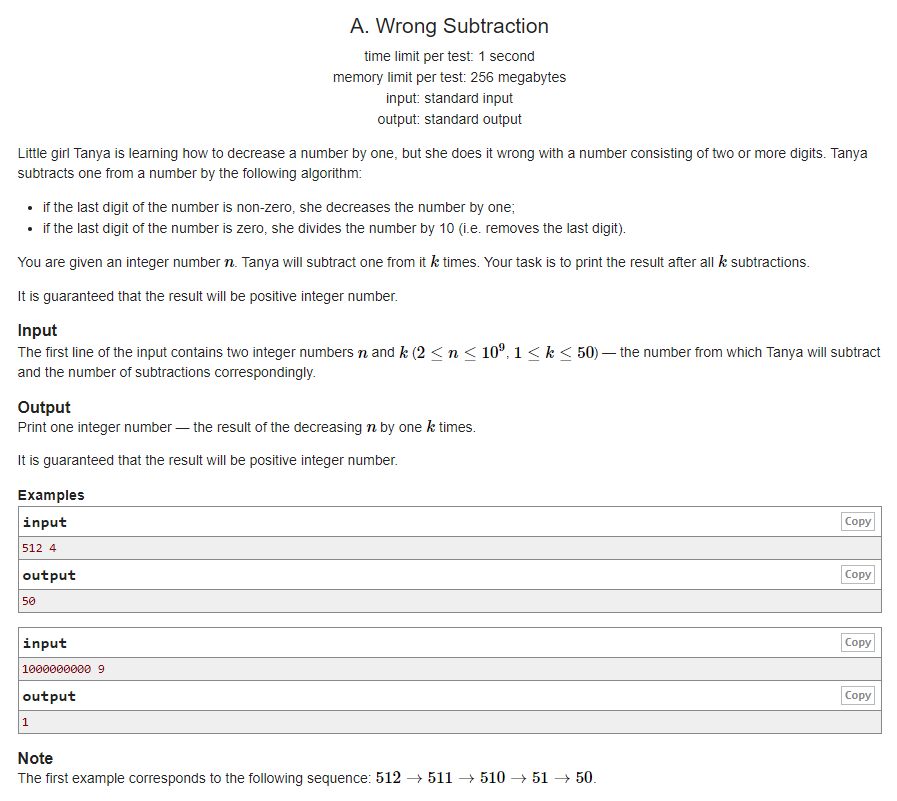 A. Wrong Subtraction
time limit per test: 1 second
memory limit per test: 256 megabytes
input: standard input
output: standard output
Little girl Tanya is learning how to decrease a number by one, but she does it wrong with a number consisting of two or more digits. Tanya
subtracts one from a number by the following algorithm:
• if the last digit of the number is non-zero, she decreases the number by one;
• if the last digit of the number is zero, she divides the number by 10 (i.e. removes the last digit).
You are given an integer number n. Tanya will subtract one from it k times. Your task is to print the result after all k subtractions.
It is guaranteed that the result will be positive integer number.
Input
The first line of the input contains two integer numbers n and k (2 ≤ n ≤ 10⁹, 1 ≤ k ≤ 50) — the number from which Tanya will subtract
and the number of subtractions correspondingly.
Output
Print one integer number — the result of the decreasing n by one k times.
It is guaranteed that the result will be positive integer number.
Examples
input Copy
512 4
output Copy
50
input Copy
1000000000 9
output Copy
1
Note
The first example corresponds to the following sequence: 512 → 511 → 510 → 51 → 50.